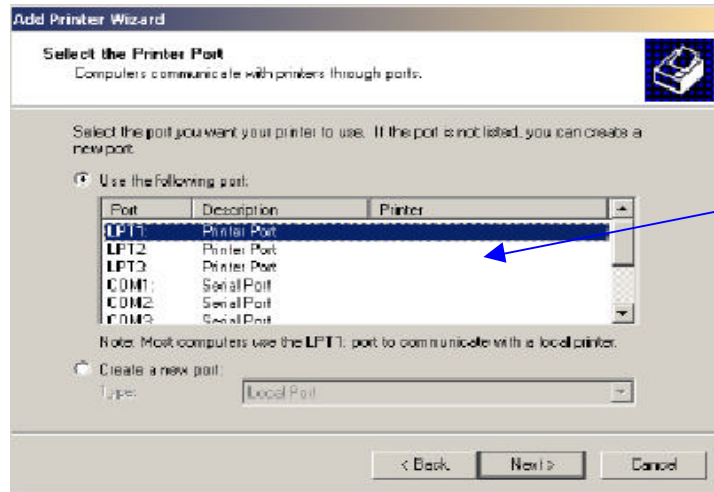 Add Printer Wizard
Select the Printer Port
Computers communicate with printers through ports.
Select the port you want your printer to use. If the port is not listed, you can create a
new port.
Use the following port:
Port Description Printer
LPT1: Printer Port
LPT2: Printer Port
LPT3: Printer Port
COM1: Serial Port
COM2: Serial Port
COM3: Serial Port
Note: Most computers use the LPT1: port to communicate with a local printer.
Create a new port:
Type: Local Port
< Back Next > Cancel